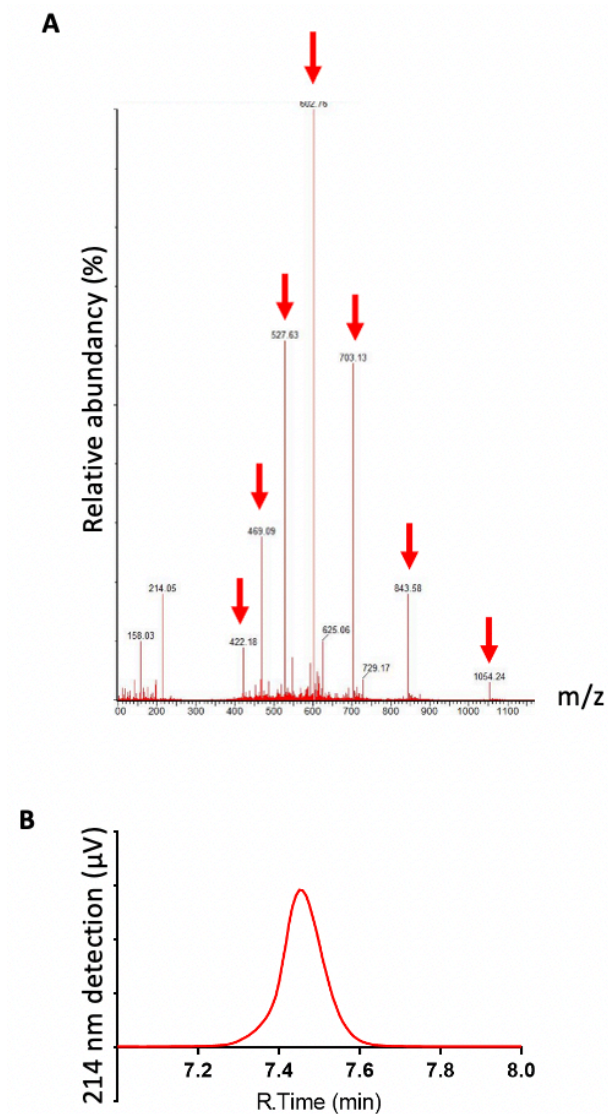 A
602.76
527.63
703.13
Relative abundancy (%)
469.09
214.05
843.58
422.18
158.03
625.06
729.17
1054.24
00 200 300 400 500 600 700 800 900 1000 1100
m/z
B
214 nm detection (µV)
7.2 7.4 7.6 7.8 8.0
R.Time (min)